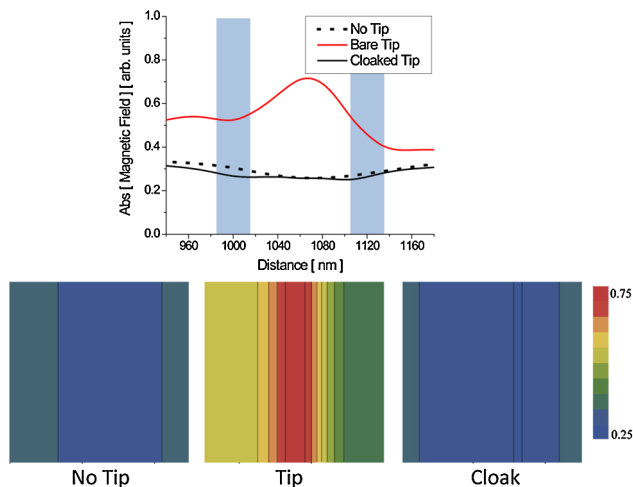 1.0
0.8
0.6
0.4
0.2
0.0
Abs [ Magnetic Field ] [ arb. units ]
No Tip
Bare Tip
Cloaked Tip
960 1000 1040 1080 1120 1160
Distance [ nm ]
0.75
0.25
No Tip Tip Cloak